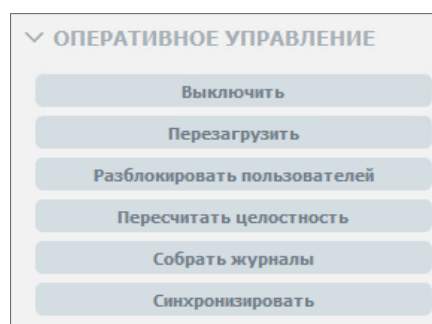 ОПЕРАТИВНОЕ УПРАВЛЕНИЕ
Выключить
Перезагрузить
Разблокировать пользователей
Пересчитать целостность
Собрать журналы
Синхронизировать